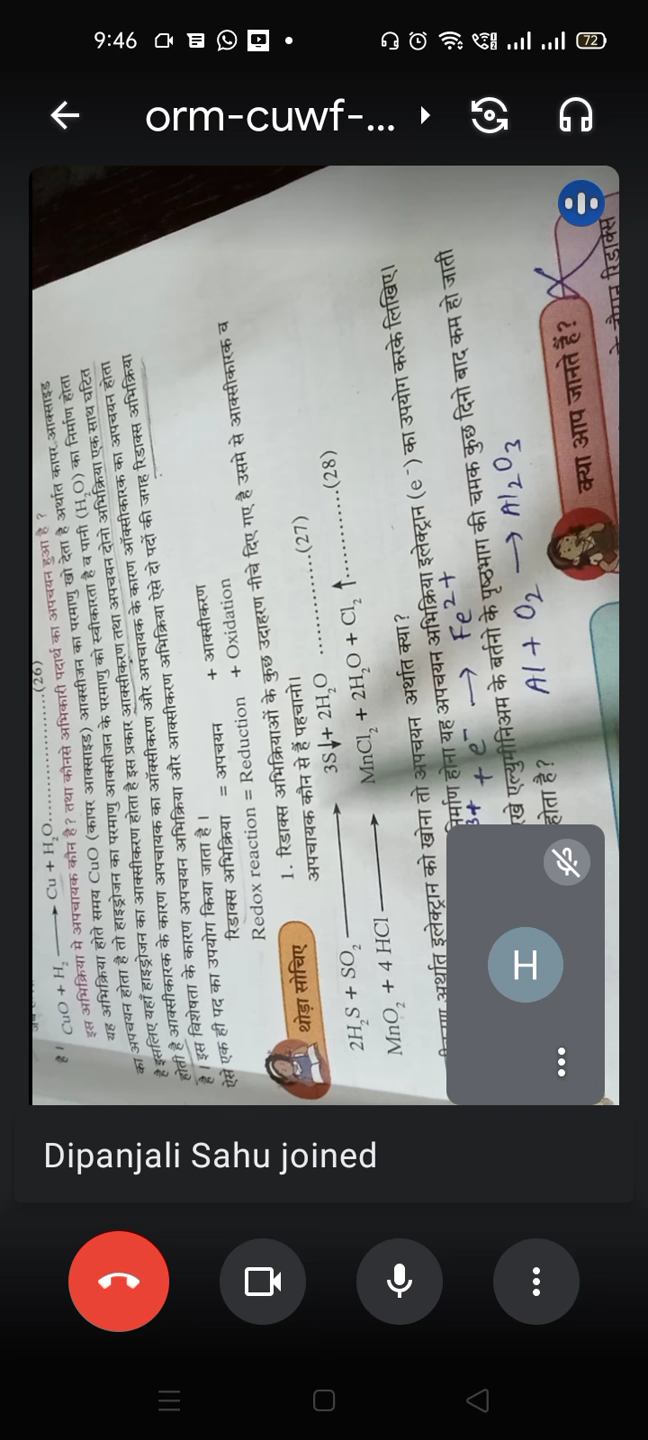 9:46
72
orm-cuwf-...
है। CuO + H₂ ⟶ Cu + H₂O.....................(26)
इस अभिक्रिया मे अपचायक कौन है? तथा कौनसे अभिकारी पदार्थ का अपचयन हुआ है ?
यह अभिक्रिया होते समय CuO (कापर आक्साइड) आक्सीजन का परमाणु खो देता है अर्थात कापर आक्साइड
का अपचयन होता है तो हाइड्रोजन का परमाणु आक्सीजन के परमाणु को स्वीकारता है व पानी (H₂O) का निर्माण होता
है इसलिए यहाँ हाइड्रोजन का आक्सीकरण होता है इस प्रकार आक्सीकरण तथा अपचयन दोनो अभिक्रिया एक साथ घटित
होती है आक्सीकारक के कारण अपचायक का ऑक्सीकरण और अपचायक के कारण ऑक्सीकारक का अपचयन होता
है। इस विशेषता के कारण अपचयन अभिक्रिया और आक्सीकरण अभिक्रिया ऐसे दो पदों की जाह रिडाक्स अभिक्रिया
ऐसे एक ही पद का उपयोग किया जाता है।
रिडाक्स अभिक्रिया = अपचयन + आक्सीकरण
Redox reaction = Reduction + Oxidation
थोड़ा सोचिए
1. रिडाक्स अभिक्रियाओं के कुछ उदाहरण नीचे दिए गए है उसमे से आक्सीकारक व
अपचायक कौन से हैं पहचानो।
2H₂S + SO₂ ⟶ 3S↓+ 2H₂O ................(27)
MnO₂ + 4 HCl ⟶ MnCl₂ + 2H₂O + Cl₂ ↑................(28)
अर्थात इलेक्ट्रान को खोना तो अपचयन अर्थात क्या?
निर्माण होना यह अपचयन अभिक्रिया इलेक्ट्रान (e⁻) का उपयोग करके लिखिए।
3+ + e⁻ → Fe²⁺
रखे एल्युमीनिअम के बर्तनो के पृष्ठभाग की चमक कुछ दिनो बाद कम हो जाती
होता है?
Al + O₂ → Al₂O₃
क्या आप जानते हैं?
रिडाक्स
H
Dipanjali Sahu joined